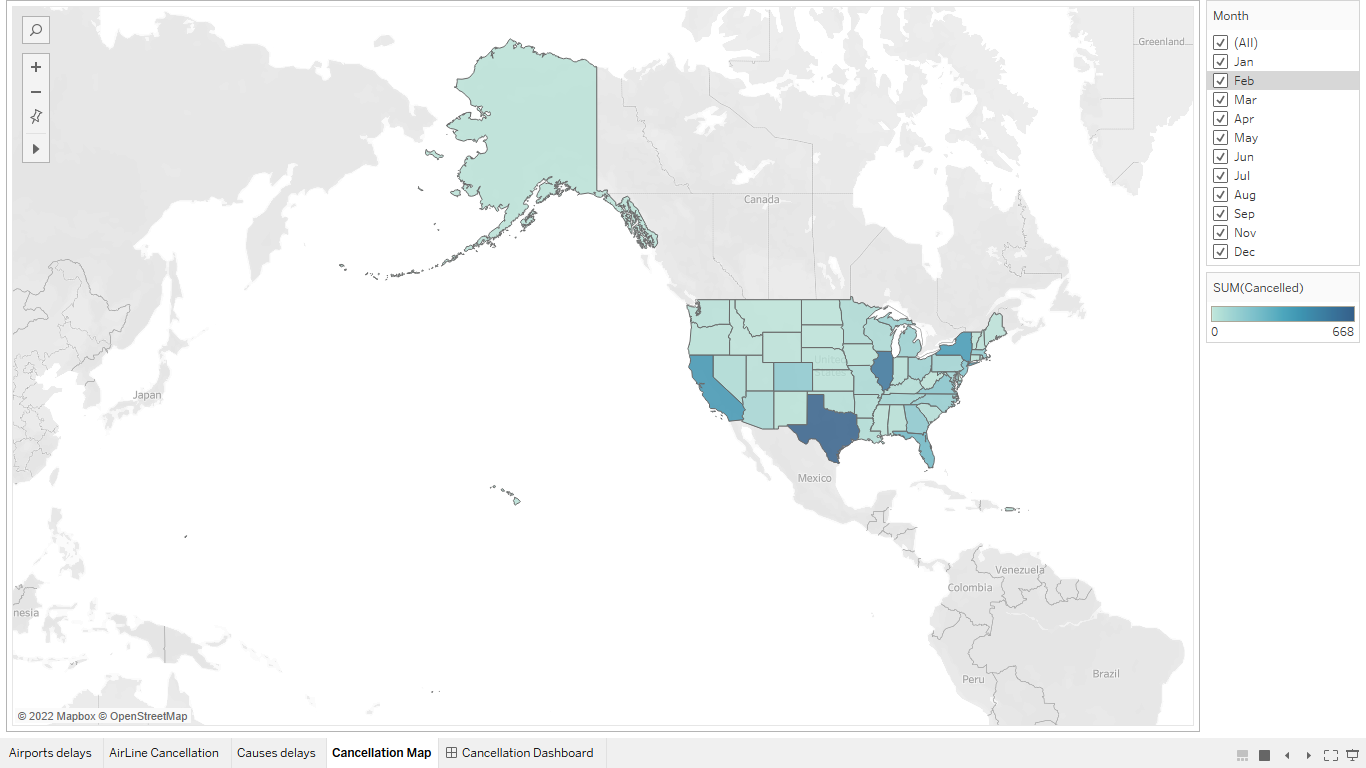 Month
(All)
Jan
Feb
Mar
Apr
May
Jun
Jul
Aug
Sep
Nov
Dec
SUM(Cancelled)
0 668
Greenland
Canada
United
Japan
Mexico
Venezuela
Colombia
nesia
Peru
Brazil
© 2022 Mapbox © OpenStreetMap
Airports delays AirLine Cancellation Causes delays Cancellation Map Cancellation Dashboard